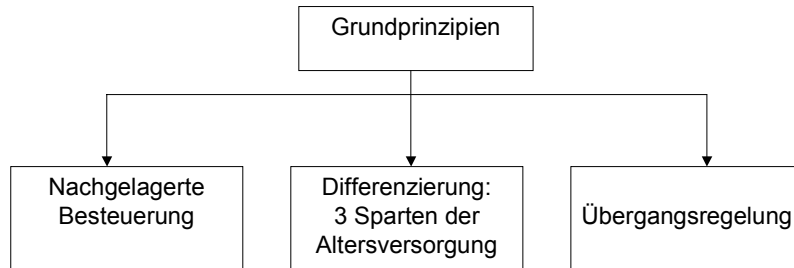 Grundprinzipien
Nachgelagerte
Besteuerung
Differenzierung:
3 Sparten der
Altersversorgung
Übergangsregelung